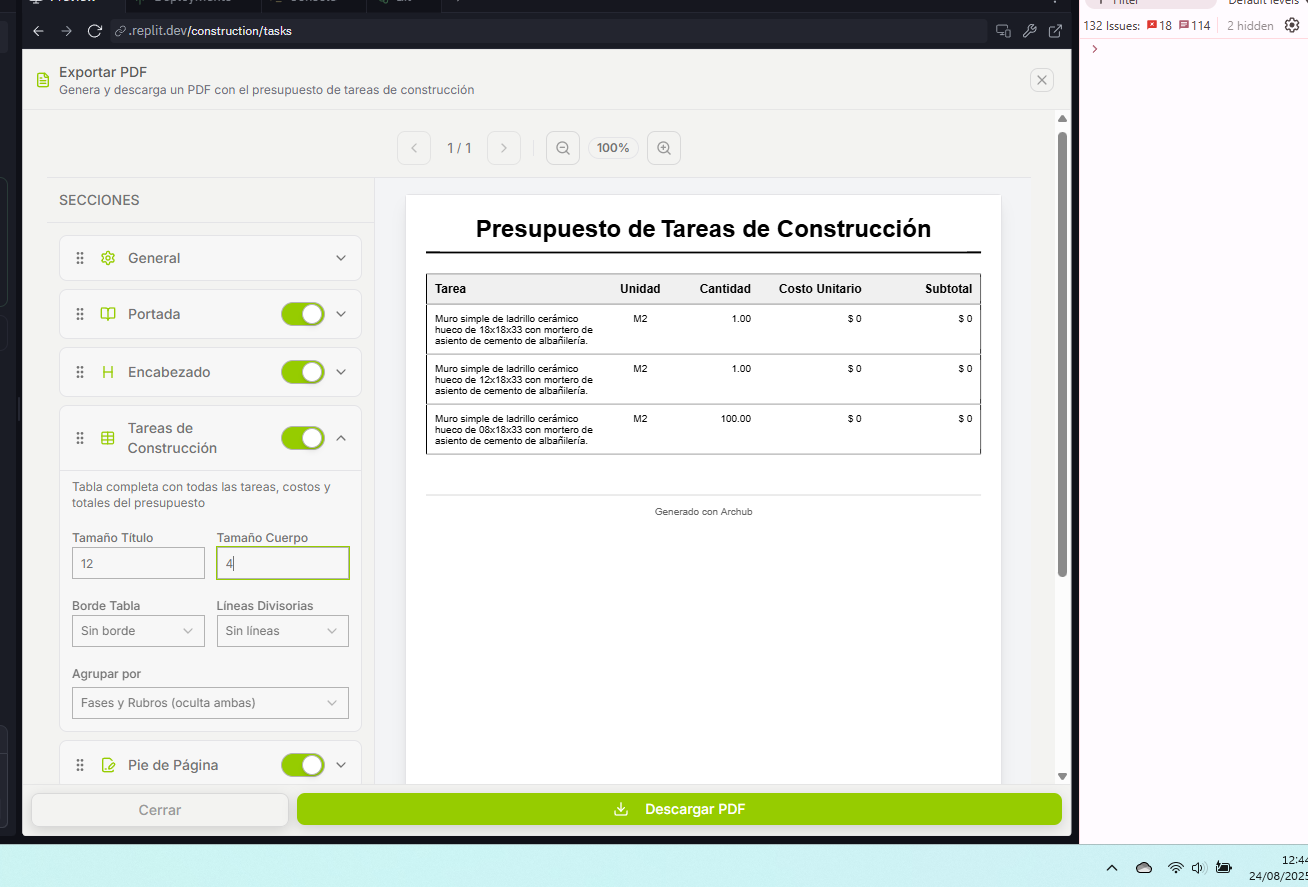 132 Issues: 18 114 2 hidden
.replit.dev/construction/tasks
Exportar PDF
Genera y descarga un PDF con el presupuesto de tareas de construcción
1 / 1
100%
SECCIONES
General
Portada
H Encabezado
Tareas de
Construcción
Tabla completa con todas las tareas, costos y
totales del presupuesto
Tamaño Título Tamaño Cuerpo
12 4
Borde Tabla Líneas Divisorias
Sin borde Sin líneas
Agrupar por
Fases y Rubros (oculta ambas)
Pie de Página
Presupuesto de Tareas de Construcción
Tarea Unidad Cantidad Costo Unitario Subtotal
Muro simple de ladrillo cerámico M2 1.00 $ 0 $ 0
hueco de 18x18x33 con mortero de
asiento de cemento de albañilería.
Muro simple de ladrillo cerámico M2 1.00 $ 0 $ 0
hueco de 12x18x33 con mortero de
asiento de cemento de albañilería.
Muro simple de ladrillo cerámico M2 100.00 $ 0 $ 0
hueco de 08x18x33 con mortero de
asiento de cemento de albañilería.
Generado con Archub
Cerrar
Descargar PDF
12:44
24/08/2025